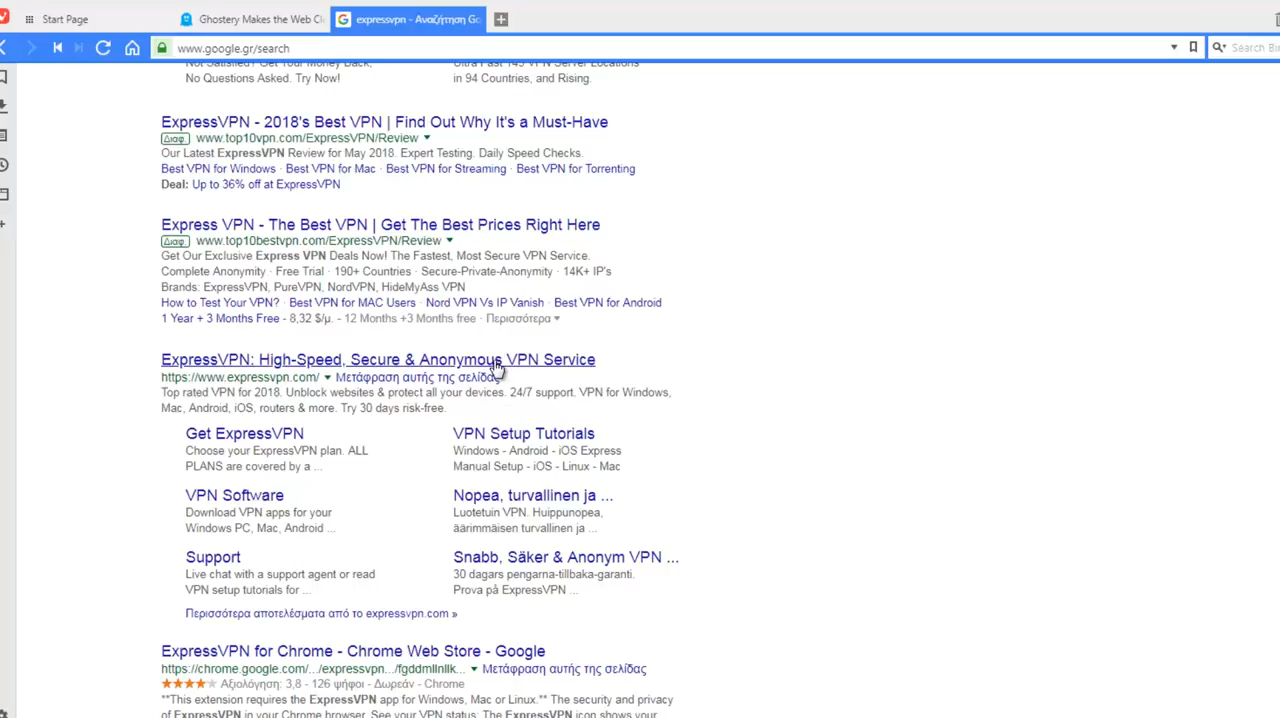 Start Page
Ghostery Makes the Web Cl
expressvpn - Αναζήτηση Go
www.google.gr/search
Search Bin
Not Satisfied? Get Your Money Back,
No Questions Asked. Try Now!
Ultra Fast 145 VPN Server Locations
in 94 Countries, and Rising.
ExpressVPN - 2018's Best VPN | Find Out Why It's a Must-Have
Διαφ. www.top10vpn.com/ExpressVPN/Review
Our Latest ExpressVPN Review for May 2018. Expert Testing. Daily Speed Checks.
Best VPN for Windows · Best VPN for Mac · Best VPN for Streaming · Best VPN for Torrenting
Deal: Up to 36% off at ExpressVPN
Express VPN - The Best VPN | Get The Best Prices Right Here
Διαφ. www.top10bestvpn.com/ExpressVPN/Review
Get Our Exclusive Express VPN Deals Now! The Fastest, Most Secure VPN Service.
Complete Anonymity · Free Trial · 190+ Countries · Secure-Private-Anonymity · 14K+ IP's
Brands: ExpressVPN, PureVPN, NordVPN, HideMyAss VPN
How to Test Your VPN? · Best VPN for MAC Users · Nord VPN Vs IP Vanish · Best VPN for Android
1 Year + 3 Months Free - 8,32 $/μ. - 12 Months +3 Months free · Περισσότερα
ExpressVPN: High-Speed, Secure & Anonymous VPN Service
https://www.expressvpn.com/ Μετάφραση αυτής της σελίδας
Top rated VPN for 2018. Unblock websites & protect all your devices. 24/7 support. VPN for Windows,
Mac, Android, iOS, routers & more. Try 30 days risk-free.
Get ExpressVPN
Choose your ExpressVPN plan. ALL
PLANS are covered by a ...
VPN Setup Tutorials
Windows - Android - iOS Express
Manual Setup - iOS - Linux - Mac
VPN Software
Download VPN apps for your
Windows PC, Mac, Android ...
Nopea, turvallinen ja ...
Luotetuin VPN. Huippunopea,
äärimmäisen turvallinen ja ...
Support
Live chat with a support agent or read
VPN setup tutorials for ...
Snabb, Säker & Anonym VPN ...
30 dagars pengarna-tillbaka-garanti.
Prova på ExpressVPN ...
Περισσότερα αποτελέσματα από το expressvpn.com »
ExpressVPN for Chrome - Chrome Web Store - Google
https://chrome.google.com/.../expressvpn.../fgddmllnllk... Μετάφραση αυτής της σελίδας
Αξιολόγηση: 3,8 - 126 ψήφοι - Δωρεάν - Chrome
**This extension requires the ExpressVPN app for Windows, Mac or Linux.** The security and privacy
of ExpressVPN in your Chrome browser. See your VPN status: The ExpressVPN icon shows your